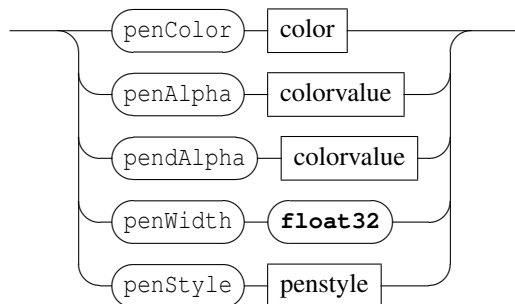 penColor color
penAlpha colorvalue
pendAlpha colorvalue
penWidth float32
penStyle penstyle